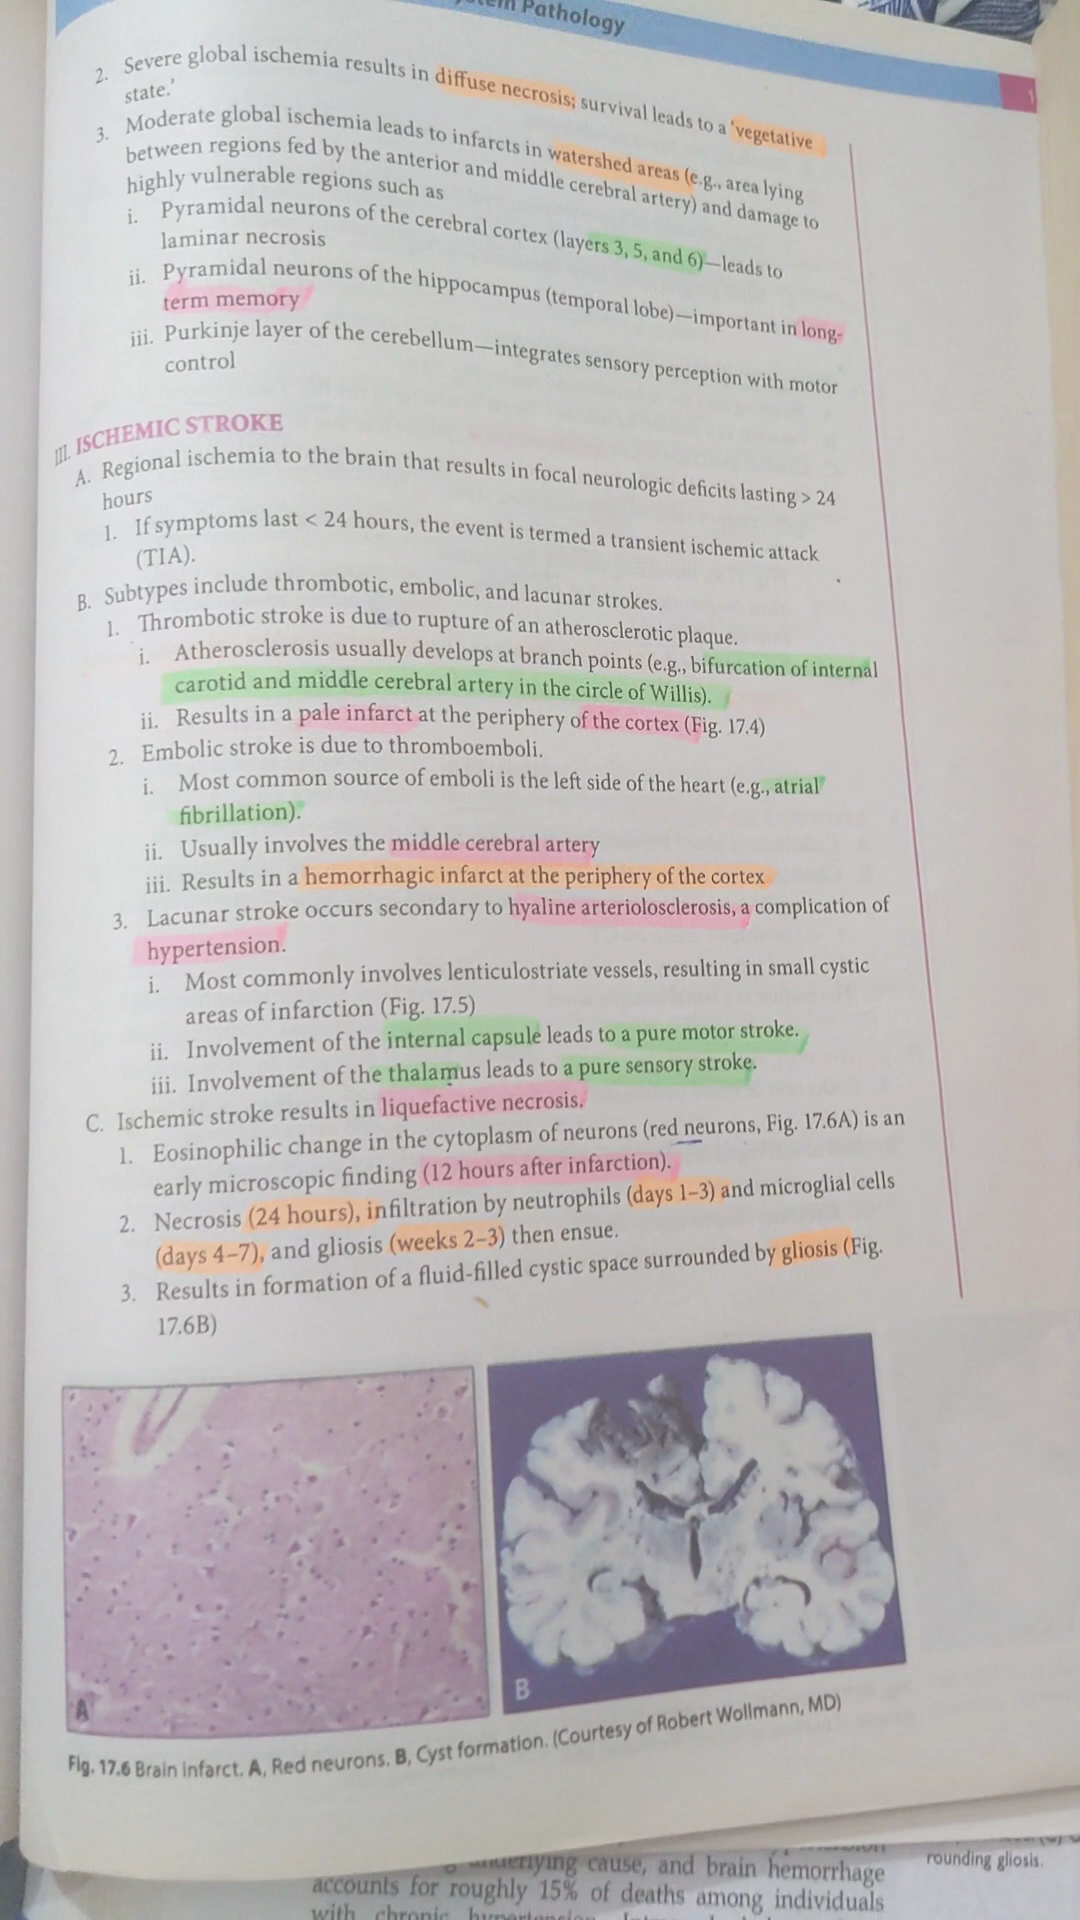 Pathology
2. Severe global ischemia results in diffuse necrosis; survival leads to a 'vegetative
state.'
3. Moderate global ischemia leads to infarcts in watershed areas (e.g., area lying
between regions fed by the anterior and middle cerebral artery) and damage to
highly vulnerable regions such as
i. Pyramidal neurons of the cerebral cortex (layers 3, 5, and 6)—leads to
laminar necrosis
ii. Pyramidal neurons of the hippocampus (temporal lobe)—important in long-
term memory
iii. Purkinje layer of the cerebellum—integrates sensory perception with motor
control
III. ISCHEMIC STROKE
A. Regional ischemia to the brain that results in focal neurologic deficits lasting > 24
hours
1. If symptoms last < 24 hours, the event is termed a transient ischemic attack
(TIA).
B. Subtypes include thrombotic, embolic, and lacunar strokes.
1. Thrombotic stroke is due to rupture of an atherosclerotic plaque.
i. Atherosclerosis usually develops at branch points (e.g., bifurcation of internal
carotid and middle cerebral artery in the circle of Willis).
ii. Results in a pale infarct at the periphery of the cortex (Fig. 17.4)
2. Embolic stroke is due to thromboemboli.
i. Most common source of emboli is the left side of the heart (e.g., atrial
fibrillation).
ii. Usually involves the middle cerebral artery
iii. Results in a hemorrhagic infarct at the periphery of the cortex
3. Lacunar stroke occurs secondary to hyaline arteriolosclerosis, a complication of
hypertension.
i. Most commonly involves lenticulostriate vessels, resulting in small cystic
areas of infarction (Fig. 17.5)
ii. Involvement of the internal capsule leads to a pure motor stroke.
iii. Involvement of the thalamus leads to a pure sensory stroke.
C. Ischemic stroke results in liquefactive necrosis.
1. Eosinophilic change in the cytoplasm of neurons (red neurons, Fig. 17.6A) is an
early microscopic finding (12 hours after infarction).
2. Necrosis (24 hours), infiltration by neutrophils (days 1–3) and microglial cells
(days 4–7), and gliosis (weeks 2–3) then ensue.
3. Results in formation of a fluid-filled cystic space surrounded by gliosis (Fig.
17.6B)
A
B
Fig. 17.6 Brain infarct. A, Red neurons. B, Cyst formation. (Courtesy of Robert Wollmann, MD)
underlying cause, and brain hemorrhage
accounts for roughly 15% of deaths among individuals
with chronic
rounding gliosis.